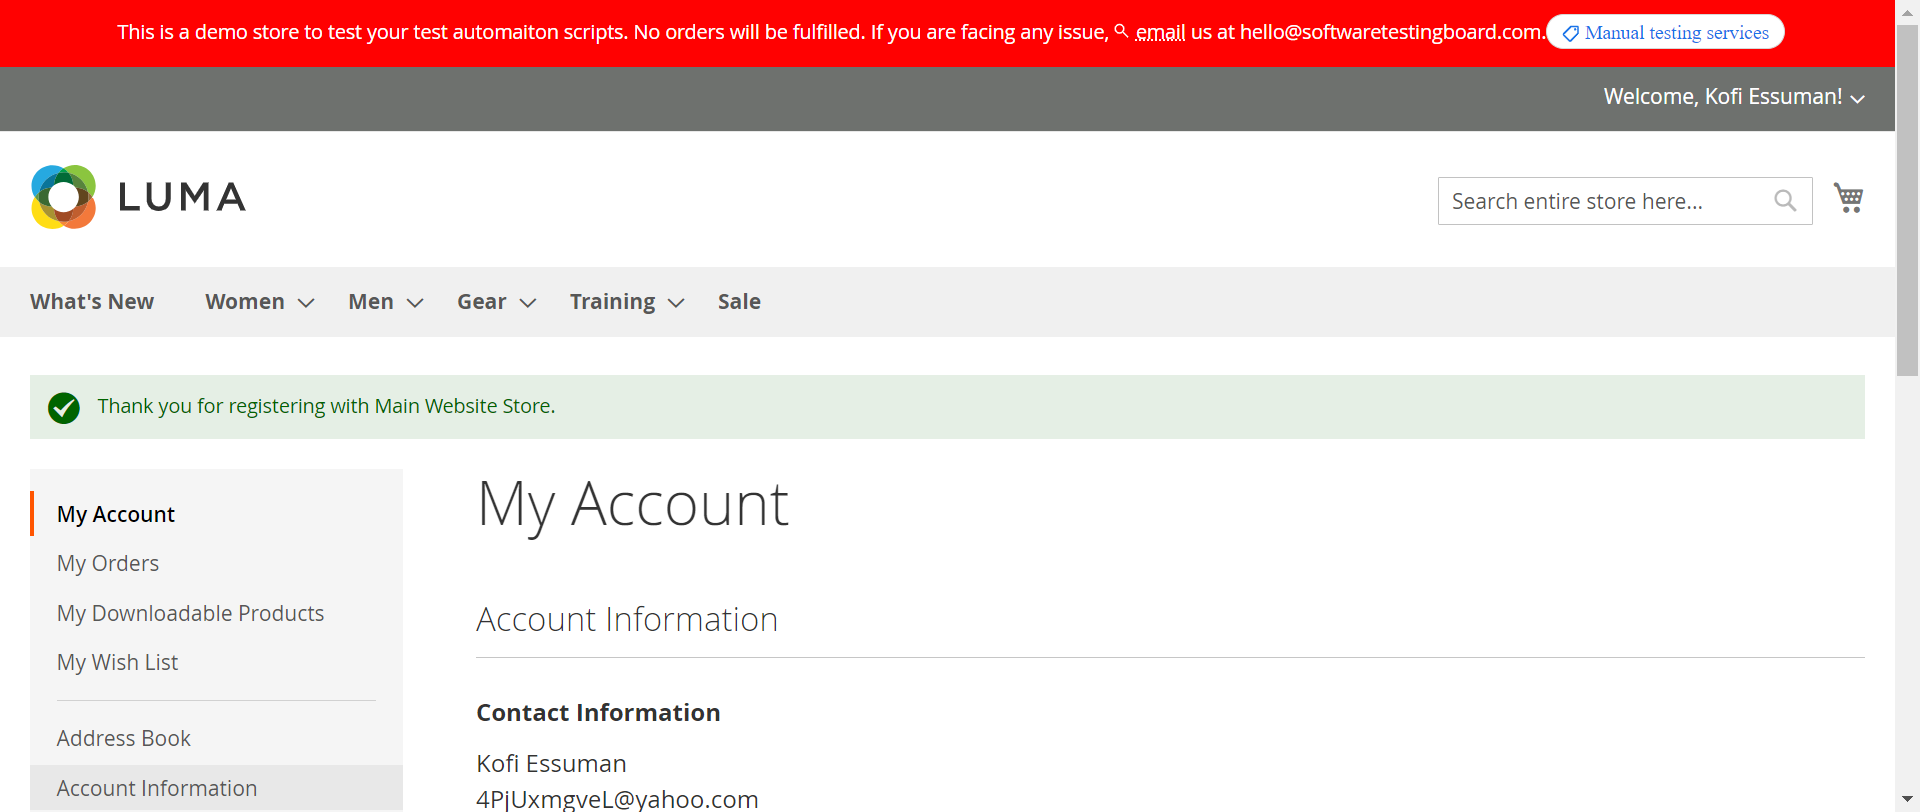 This is a demo store to test your test automaiton scripts. No orders will be fulfilled. If you are facing any issue, email us at hello@softwaretestingboard.com. Manual testing services
Welcome, Kofi Essuman!
LUMA
Search entire store here...
What's New Women Men Gear Training Sale
Thank you for registering with Main Website Store.
My Account
My Orders
My Downloadable Products
My Wish List
Address Book
Account Information
My Account
Account Information
Contact Information
Kofi Essuman
4PjUxmgveL@yahoo.com